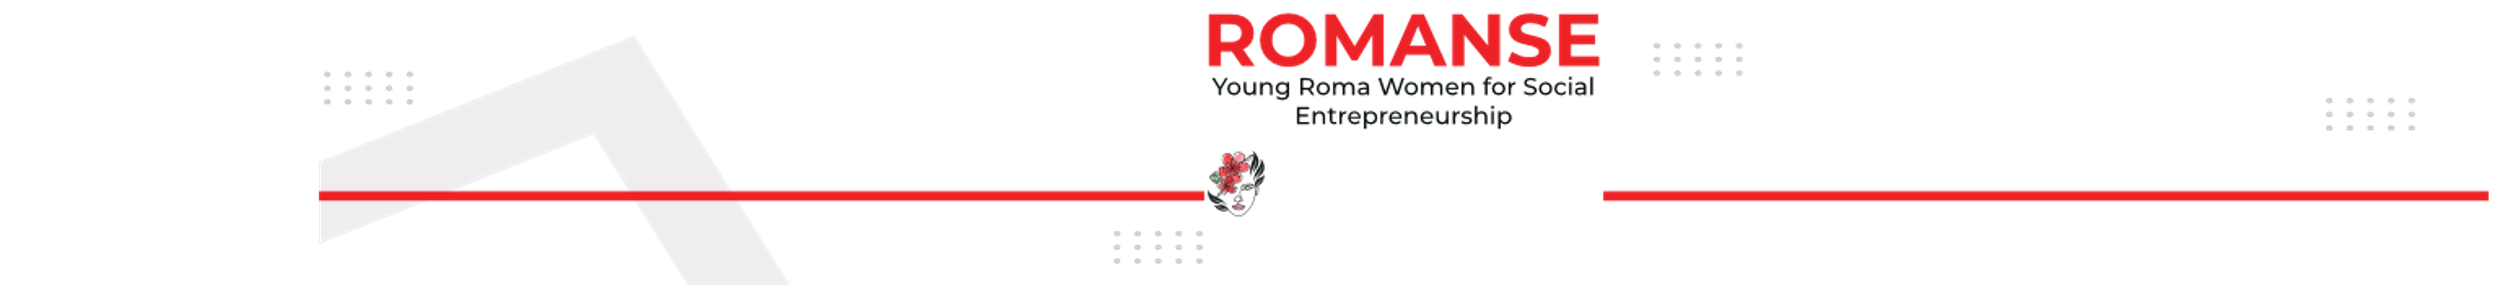 ROMANSE
Young Roma Women for Social
Entrepreneurship